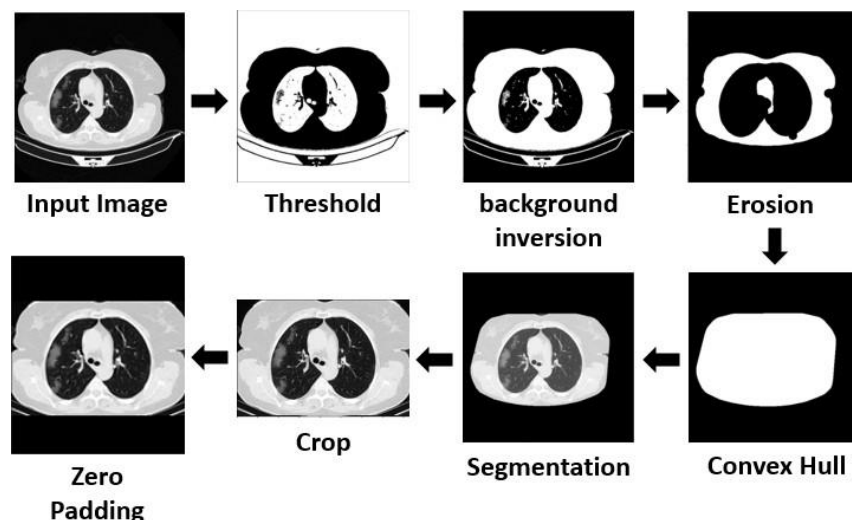 Input Image
Threshold
background
inversion
Erosion
Zero
Padding
Crop
Segmentation
Convex Hull